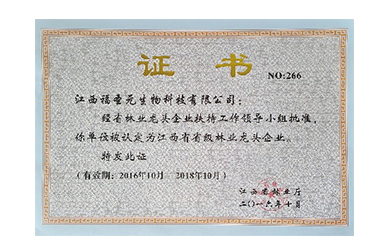 证 书
NO:266
江西福圣元生物科技有限公司：
经省林业龙头企业扶持工作领导小组批准，
你单位被认定为江西省省级林业龙头企业。
特发此证
（有效期：2016年10月 2018年10月）
江西省林业厅
二〇一六年十月